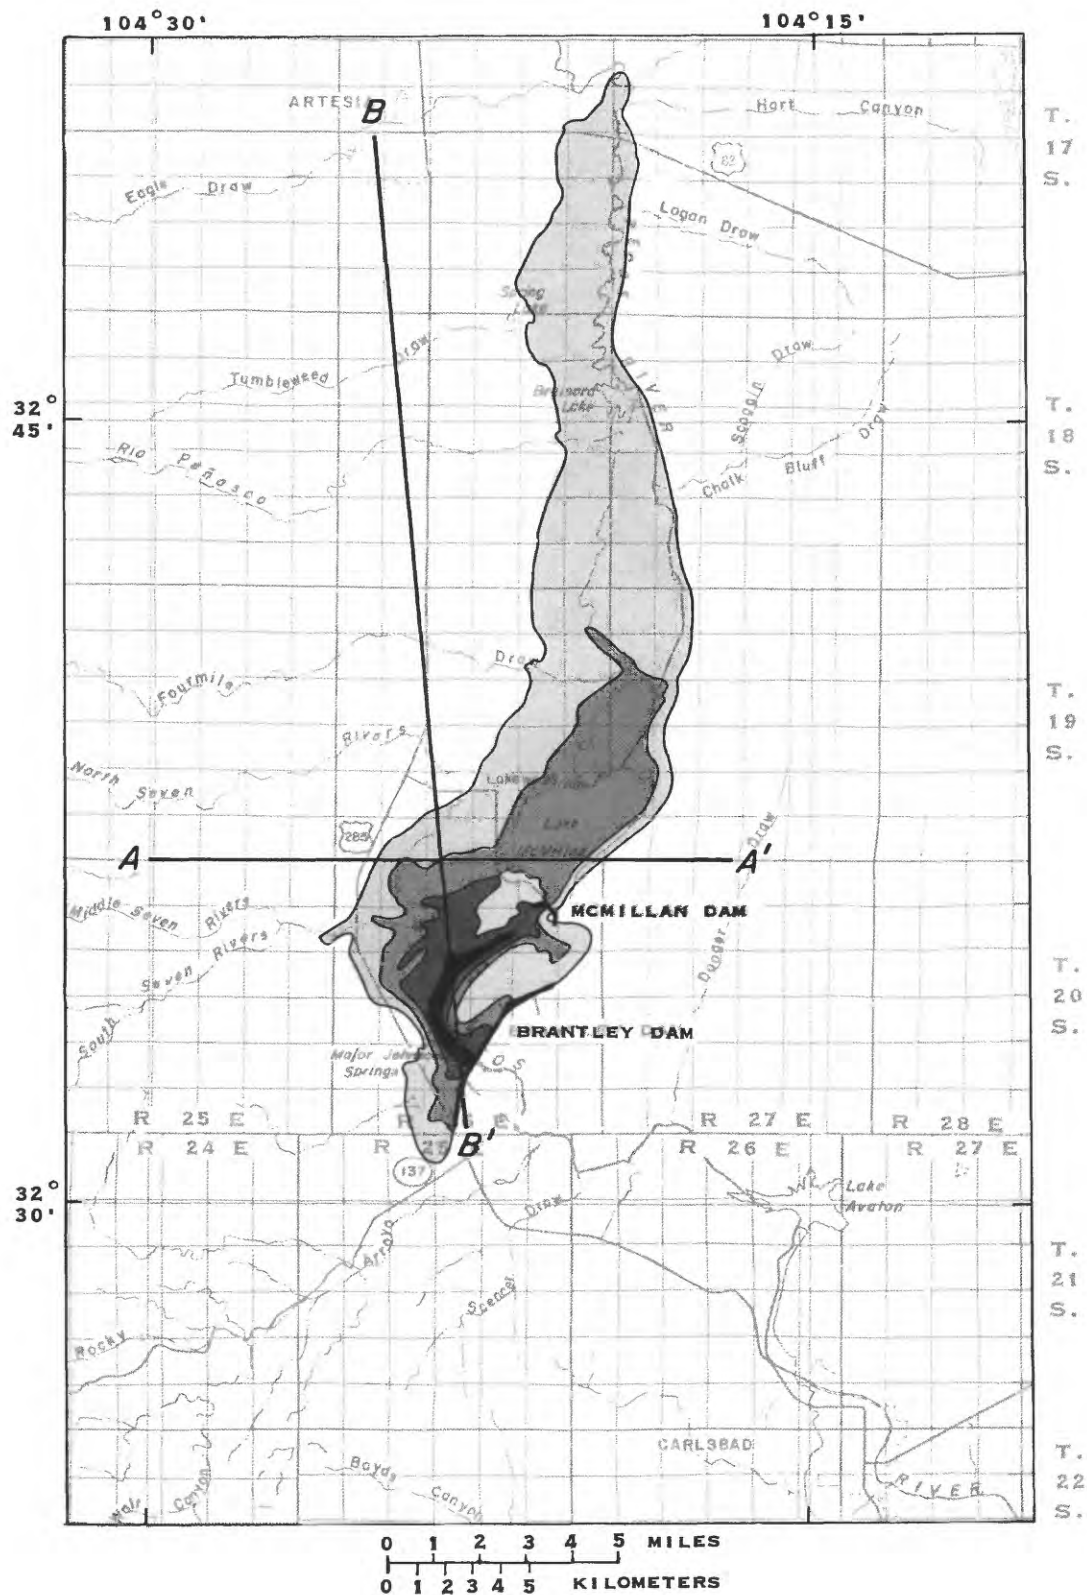 104°30' 104°15'
ARTESIA
B
Hart Canyon
T.
17
S.
82
Eagle Draw
Logan Draw
Lake
Draw
Tumbleweed
RIVER
Lake
Scoggin Draw
Draw
32°
45'
T.
18
S.
Rio Peñasco
Chalk Bluff
Draw
Fourmile
T.
19
S.
Rivers
North
Seven
285
Lake
Draw
A A'
MCMILLAN DAM
Middle Seven Rivers
South Seven Rivers
Dagger
T.
20
S.
BRANTLEY DAM
Major Johnson
Springs
R 25 E R 27 E R 28 E
R 24 E R 26 E R 27 E
B'
137
32°
30'
Lake
Avalon
Draw
Arroyo
T.
21
S.
Spencer
Rocky
CARLSBAD
T.
22
S.
Canyon
Boyds
Canyon
RIVER
0 1 2 3 4 5 MILES
0 1 2 3 4 5 KILOMETERS